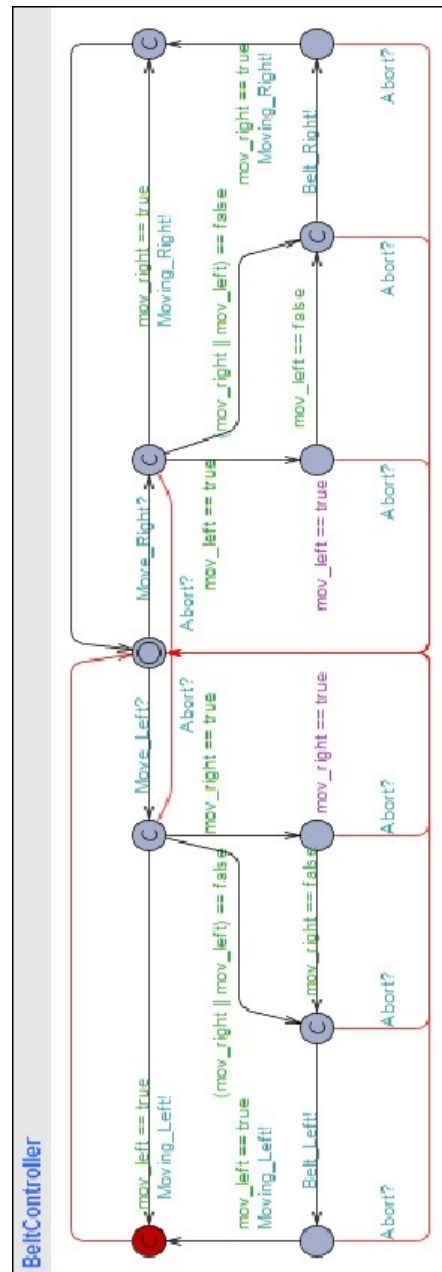 BeltController
mov_left == true
Moving_Left!
Move_Left?
Move_Right?
mov_right == true
Moving_Right!
Abort?
Abort?
mov_right == true
mov_left == true
(mov_right || mov_left) == false
(mov_right || mov_left) == false
mov_left == true
Moving_Left!
mov_right == true
Moving_Right!
Belt_Left!
mov_right == false
mov_right == true
mov_left == true
mov_left == false
Belt_Right!
Abort?
Abort?
Abort?
Abort?
Abort?
Abort?
C
C
C
C
C
C